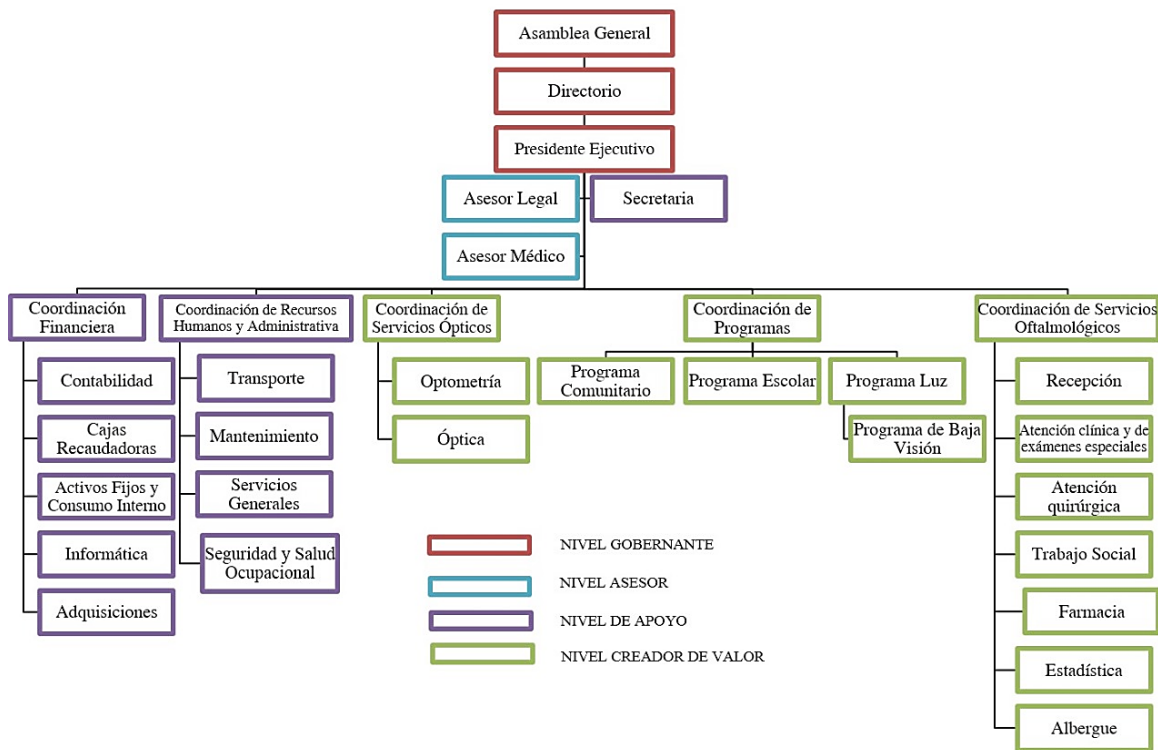 Asamblea General
Directorio
Presidente Ejecutivo
Asesor Legal
Secretaria
Asesor Médico
Coordinación
Financiera
Coordinación de Recursos
Humanos y Administrativa
Coordinación de
Servicios Ópticos
Coordinación de
Programas
Coordinación de Servicios
Oftalmológicos
Contabilidad
Cajas
Recaudadoras
Activos Fijos y
Consumo Interno
Informática
Adquisiciones
Transporte
Mantenimiento
Servicios
Generales
Seguridad y Salud
Ocupacional
Optometría
Óptica
Programa
Comunitario
Programa Escolar
Programa Luz
Programa de Baja
Visión
Recepción
Atención clínica y de
exámenes especiales
Atención
quirúrgica
Trabajo Social
Farmacia
Estadística
Albergue
NIVEL GOBERNANTE
NIVEL ASESOR
NIVEL DE APOYO
NIVEL CREADOR DE VALOR